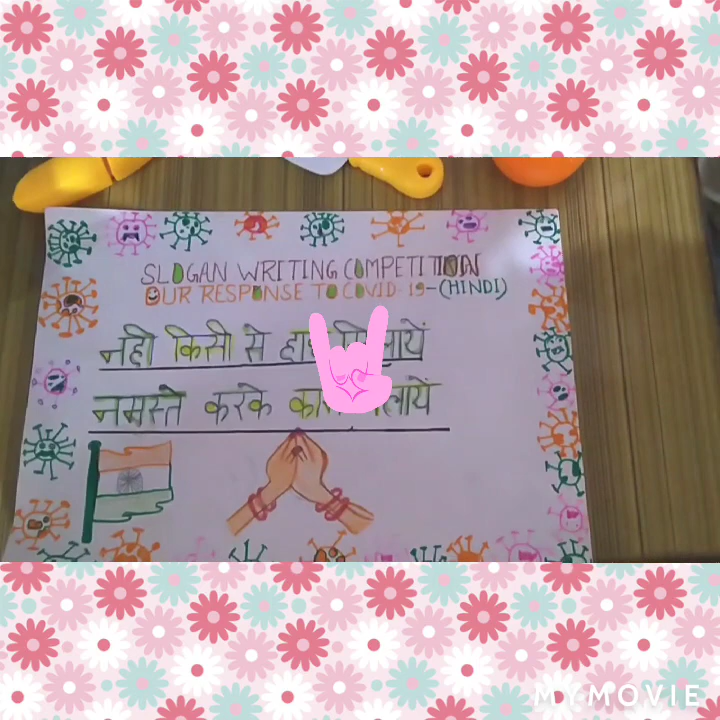 SLOGAN WRITING COMPETITION
OUR RESPONSE TO COVID-19-(HINDI)
नही किसी से
नमस्ते करके
MYMOVIE